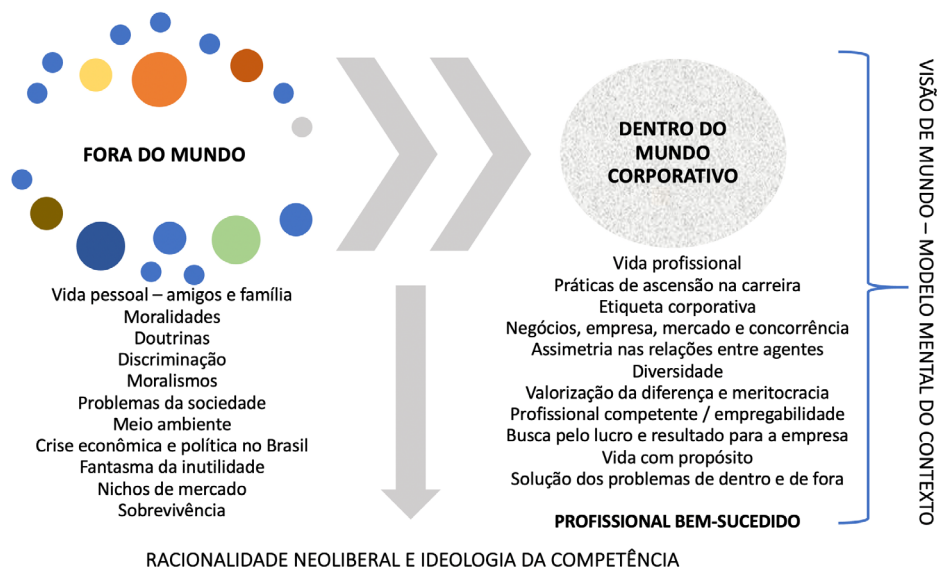 FORA DO MUNDO
Vida pessoal – amigos e família
Moralidades
Doutrinas
Discriminação
Moralismos
Problemas da sociedade
Meio ambiente
Crise econômica e política no Brasil
Fantasma da inutilidade
Nichos de mercado
Sobrevivência
DENTRO DO
MUNDO
CORPORATIVO
Vida profissional
Práticas de ascensão na carreira
Etiqueta corporativa
Negócios, empresa, mercado e concorrência
Assimetria nas relações entre agentes
Diversidade
Valorização da diferença e meritocracia
Profissional competente / empregabilidade
Busca pelo lucro e resultado para a empresa
Vida com propósito
Solução dos problemas de dentro e de fora
PROFISSIONAL BEM-SUCEDIDO
VISÃO DE MUNDO – MODELO MENTAL DO CONTEXTO
RACIONALIDADE NEOLIBERAL E IDEOLOGIA DA COMPETÊNCIA